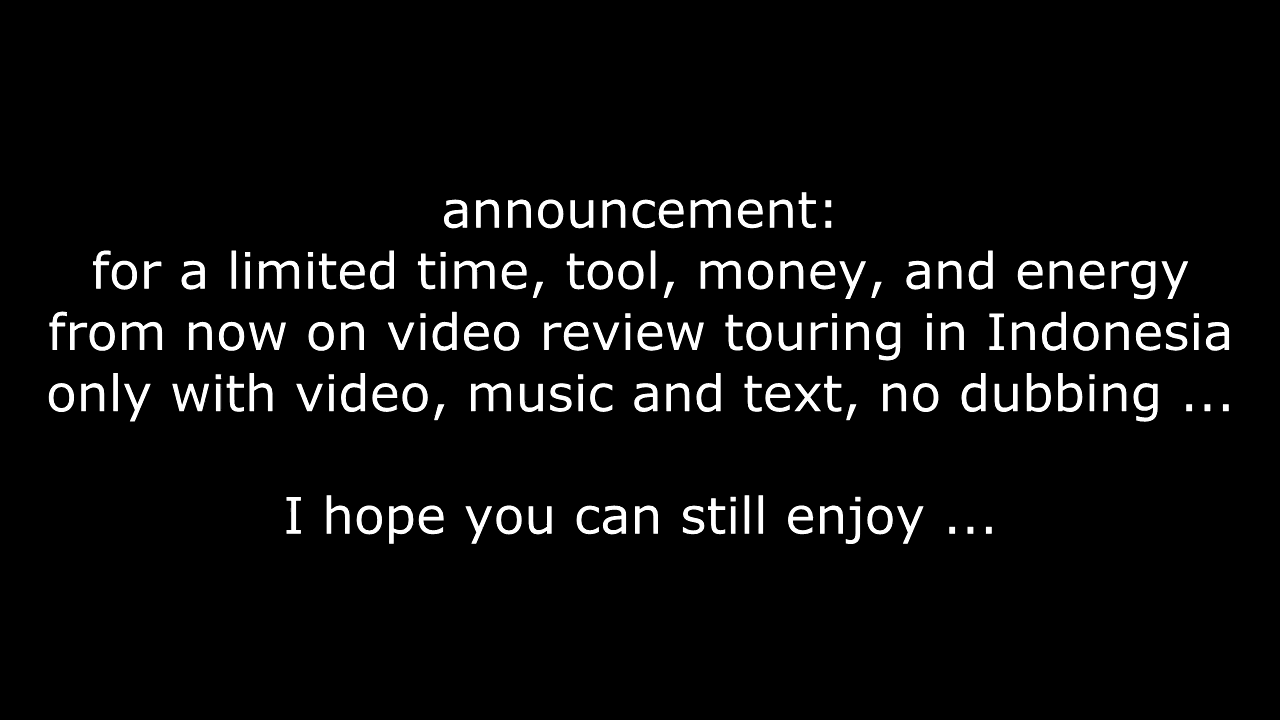 announcement:
for a limited time, tool, money, and energy
from now on video review touring in Indonesia
only with video, music and text, no dubbing ...
I hope you can still enjoy ...